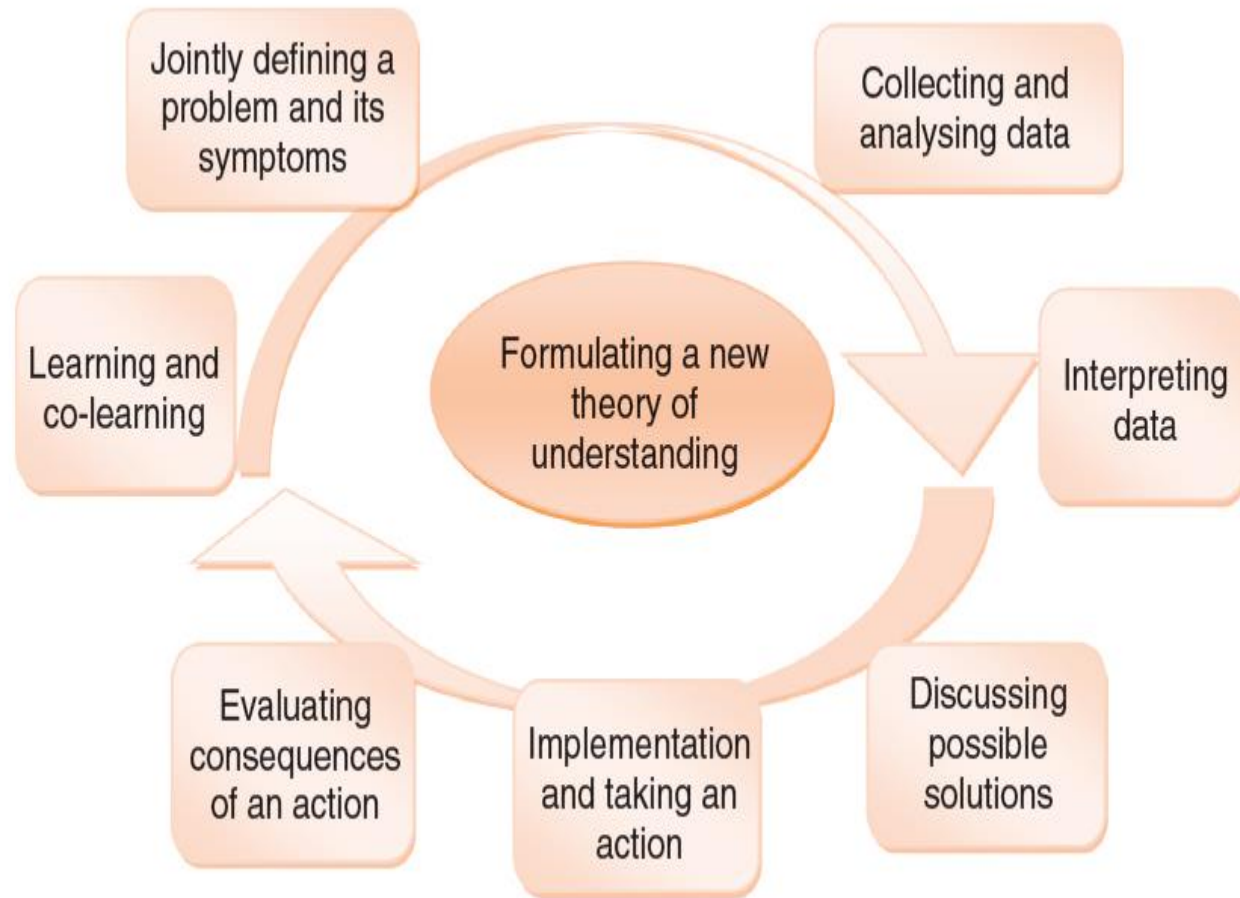 Jointly defining a
problem and its
symptoms
Collecting and
analysing data
Interpreting
data
Discussing
possible
solutions
Implementation
and taking an
action
Evaluating
consequences
of an action
Learning and
co-learning
Formulating a new
theory of
understanding